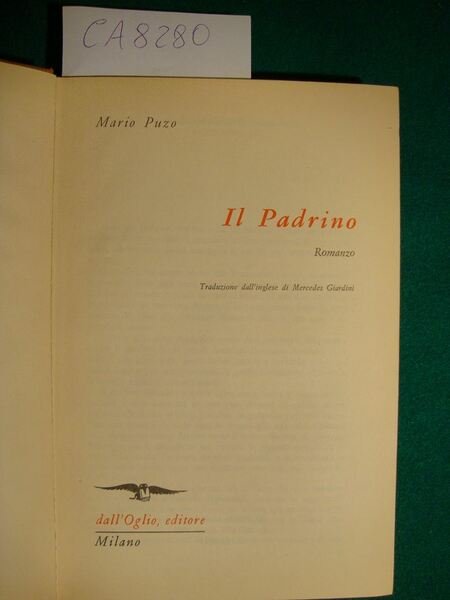 CA8280
Mario Puzo
Il Padrino
Romanzo
Traduzione dall'inglese di Mercedes Giardini
dall'Oglio, editore
Milano